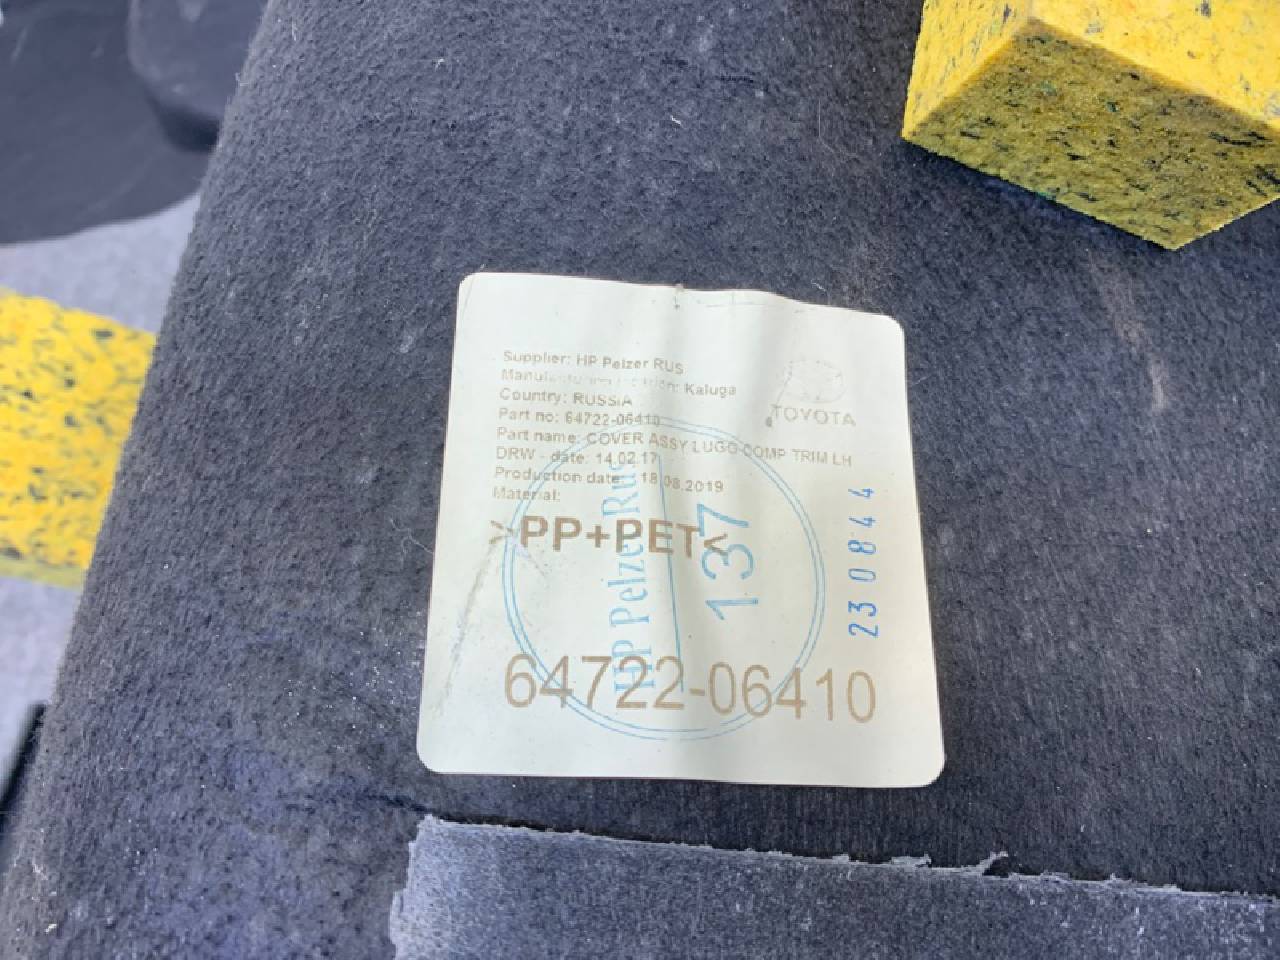 Supplier: HP Pelzer RUS
Kaluga
Country: RUSSIA
Part no: 64722-06410
Part name: COVER ASSY LUGG COMP TRIM LH
DRW - date: 14.02.17
Production date: 18.08.2019
Material:
>PP+PET<
TOYOTA
HP Pelzer Rus
137
230844
64722-06410